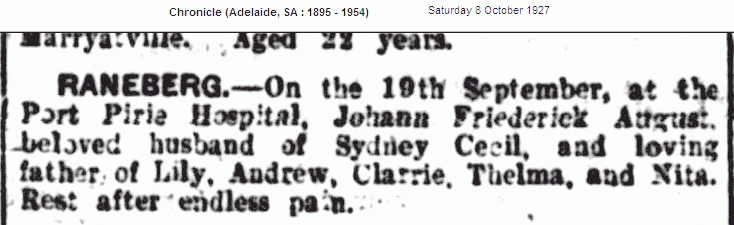 Chronicle (Adelaide, SA : 1895 - 1954) Saturday 8 October 1927
Marryatville. Aged 22 years.
RANEBERG.—On the 19th September, at the
Port Pirie Hospital, Johann Friederick August,
beloved husband of Sydney Cecil, and loving
father of Lily, Andrew, Clarrie, Thelma, and Nita.
Rest after endless pain.